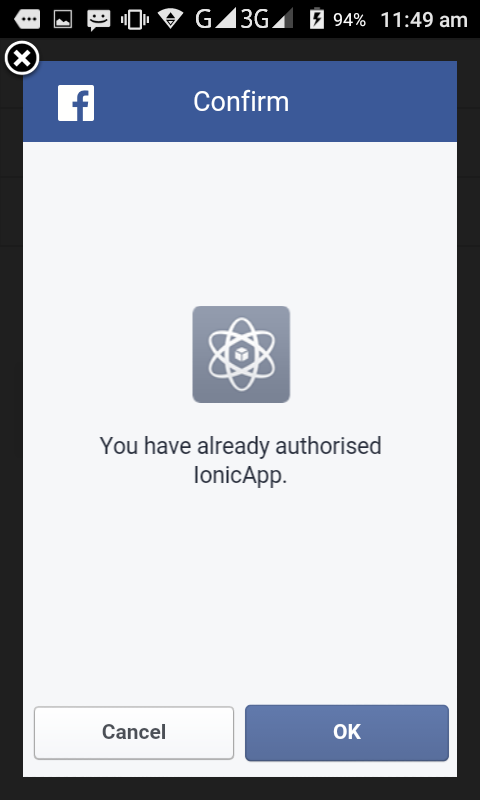 G 3G 94% 11:49 am
Confirm
You have already authorised
IonicApp.
Cancel OK